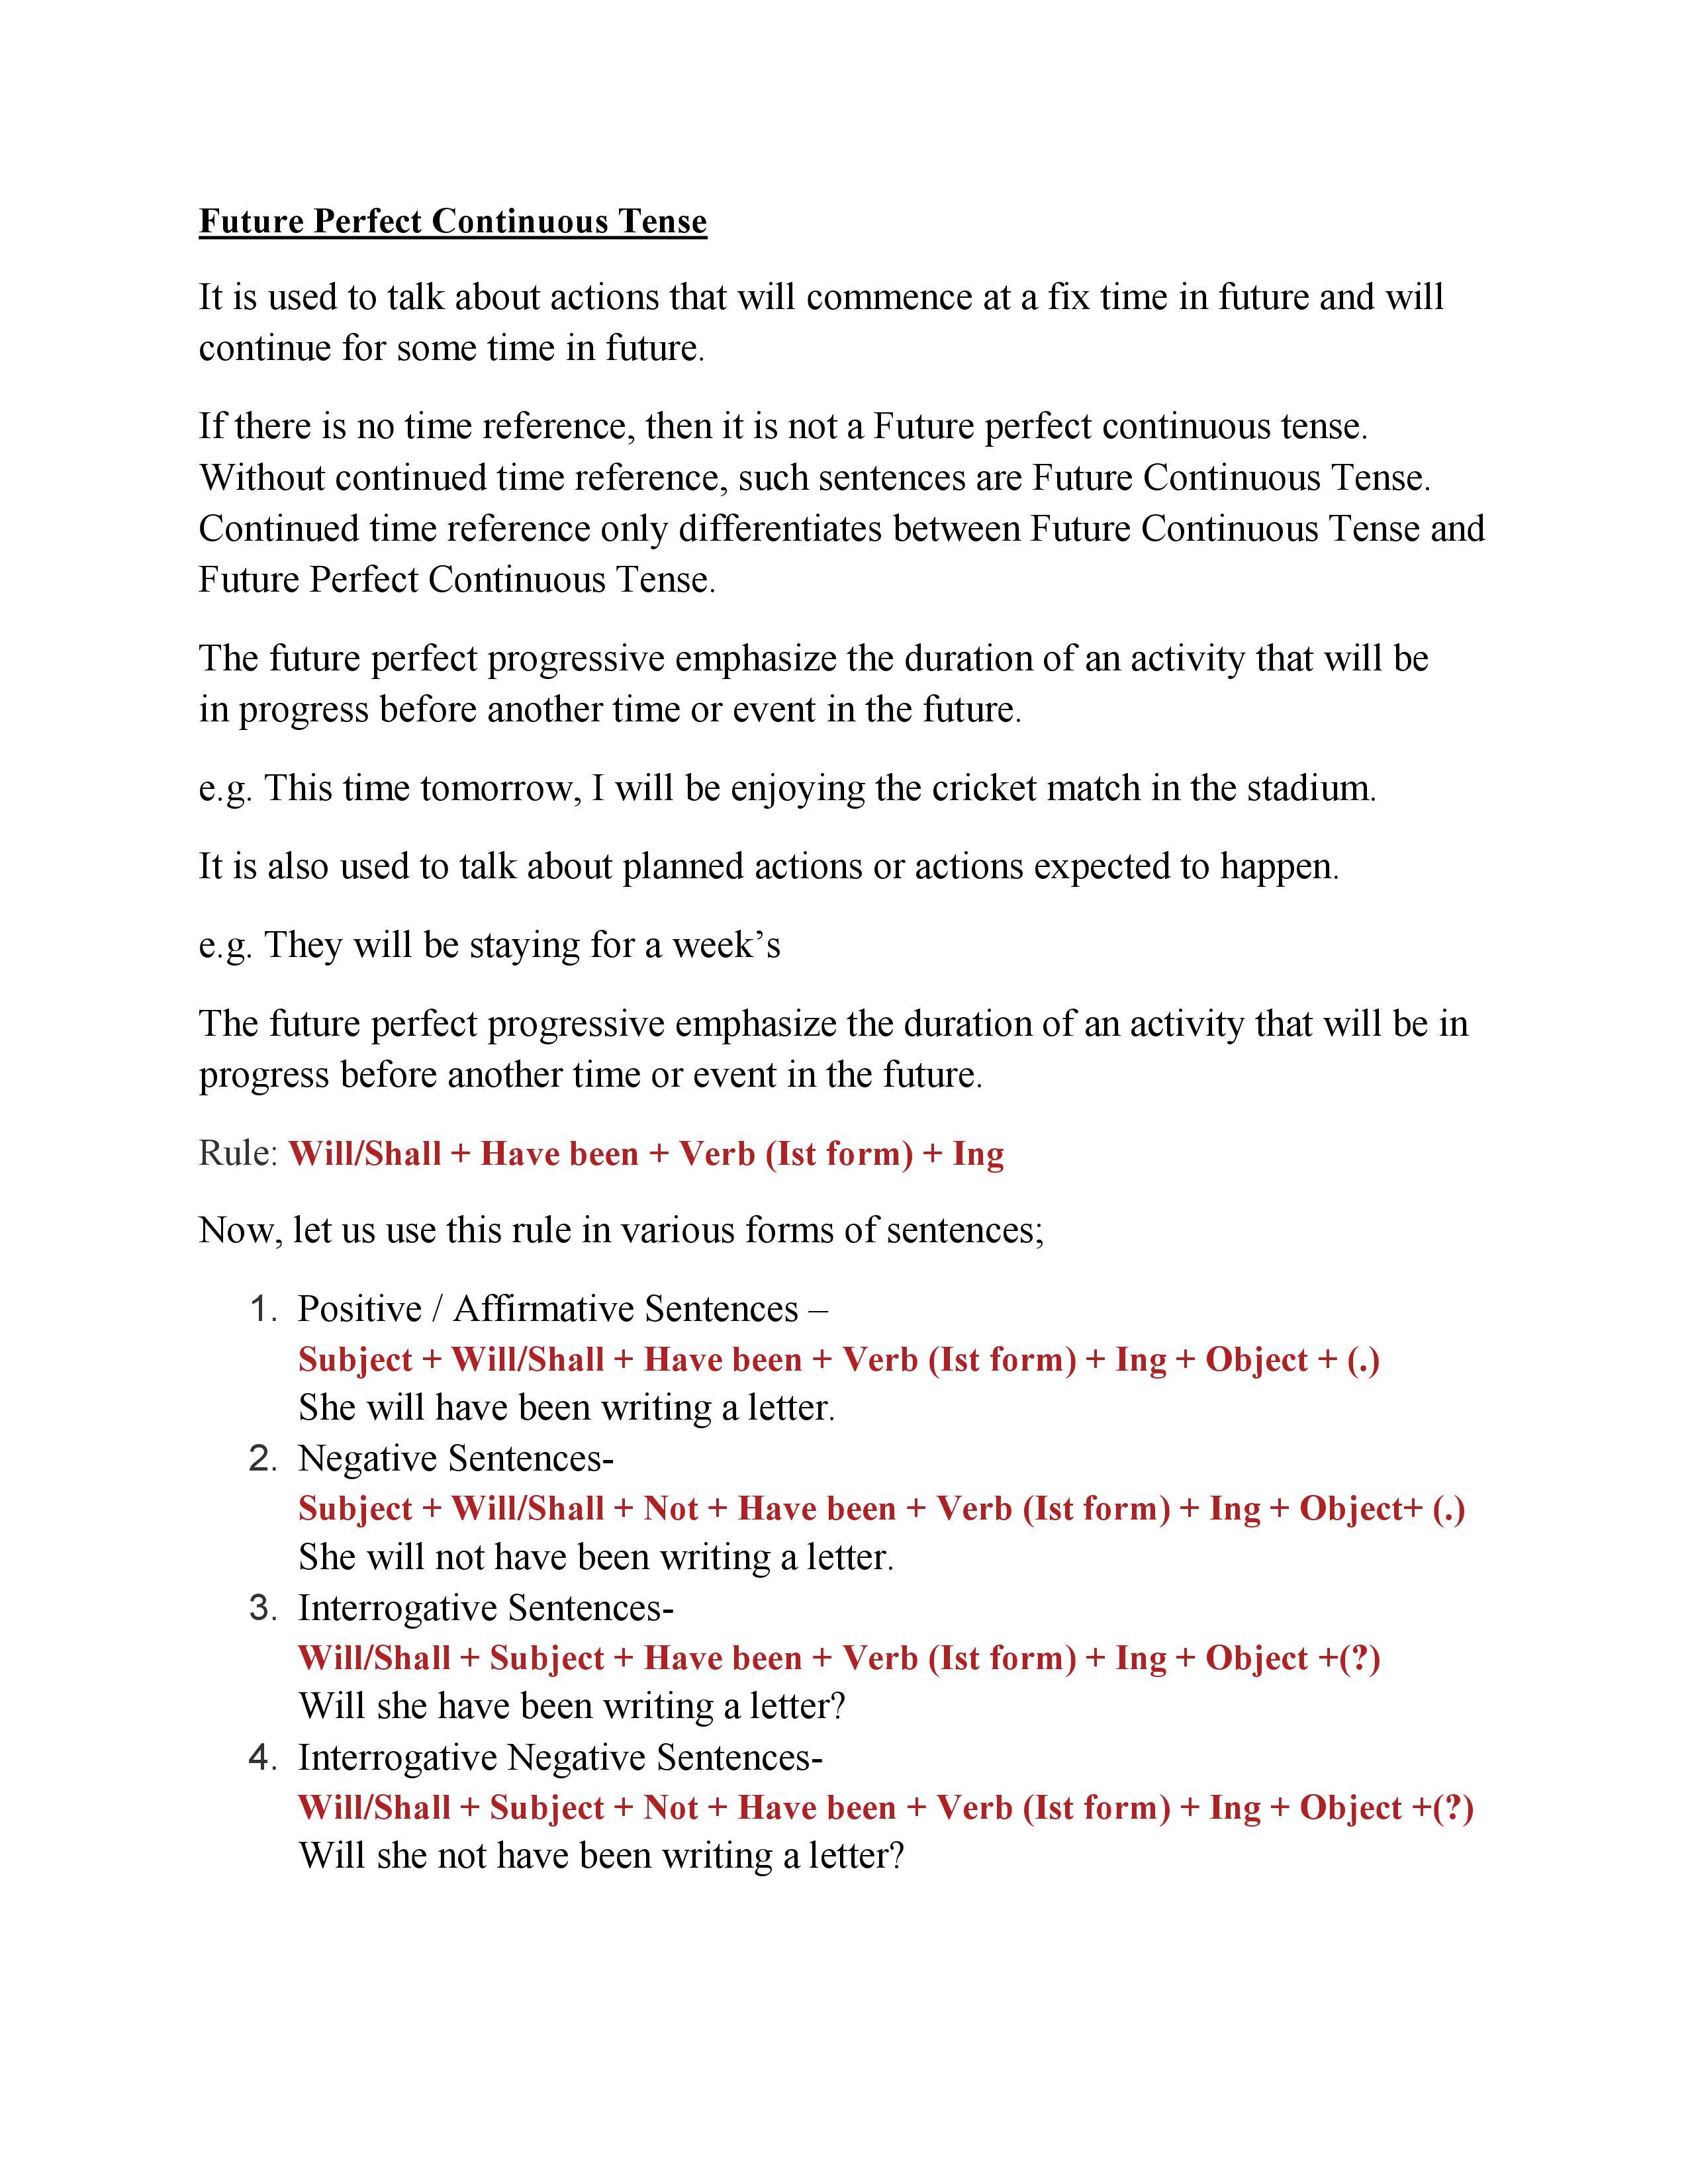 Future Perfect Continuous Tense
It is used to talk about actions that will commence at a fix time in future and will
continue for some time in future.
If there is no time reference, then it is not a Future perfect continuous tense.
Without continued time reference, such sentences are Future Continuous Tense.
Continued time reference only differentiates between Future Continuous Tense and
Future Perfect Continuous Tense.
The future perfect progressive emphasize the duration of an activity that will be
in progress before another time or event in the future.
e.g. This time tomorrow, I will be enjoying the cricket match in the stadium.
It is also used to talk about planned actions or actions expected to happen.
e.g. They will be staying for a week’s
The future perfect progressive emphasize the duration of an activity that will be in
progress before another time or event in the future.
Rule: Will/Shall + Have been + Verb (Ist form) + Ing
Now, let us use this rule in various forms of sentences;
1. Positive / Affirmative Sentences –
Subject + Will/Shall + Have been + Verb (Ist form) + Ing + Object + (.)
She will have been writing a letter.
2. Negative Sentences-
Subject + Will/Shall + Not + Have been + Verb (Ist form) + Ing + Object+ (.)
She will not have been writing a letter.
3. Interrogative Sentences-
Will/Shall + Subject + Have been + Verb (Ist form) + Ing + Object +(?)
Will she have been writing a letter?
4. Interrogative Negative Sentences-
Will/Shall + Subject + Not + Have been + Verb (Ist form) + Ing + Object +(?)
Will she not have been writing a letter?